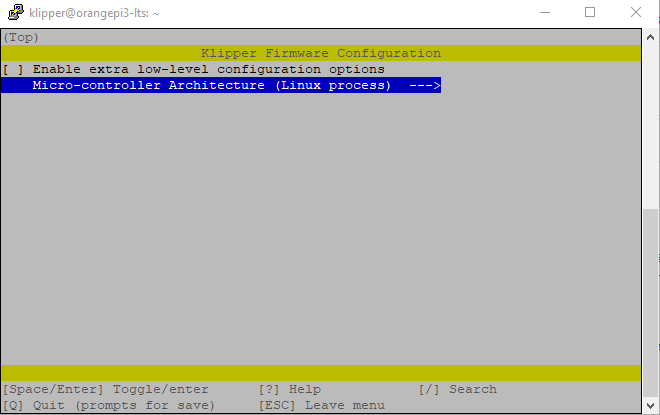 klipper@orangepi3-lts: ~
(Top)
Klipper Firmware Configuration
[ ] Enable extra low-level configuration options
Micro-controller Architecture (Linux process)  --->
[Space/Enter] Toggle/enter [?] Help [/] Search
[Q] Quit (prompts for save) [ESC] Leave menu